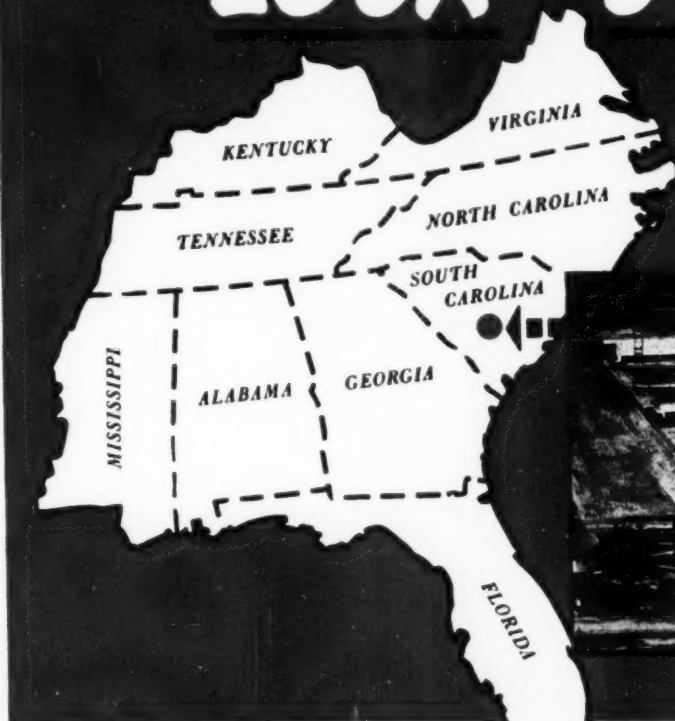 KENTUCKY
VIRGINIA
TENNESSEE
NORTH CAROLINA
SOUTH
CAROLINA
MISSISSIPPI
ALABAMA
GEORGIA
FLORIDA